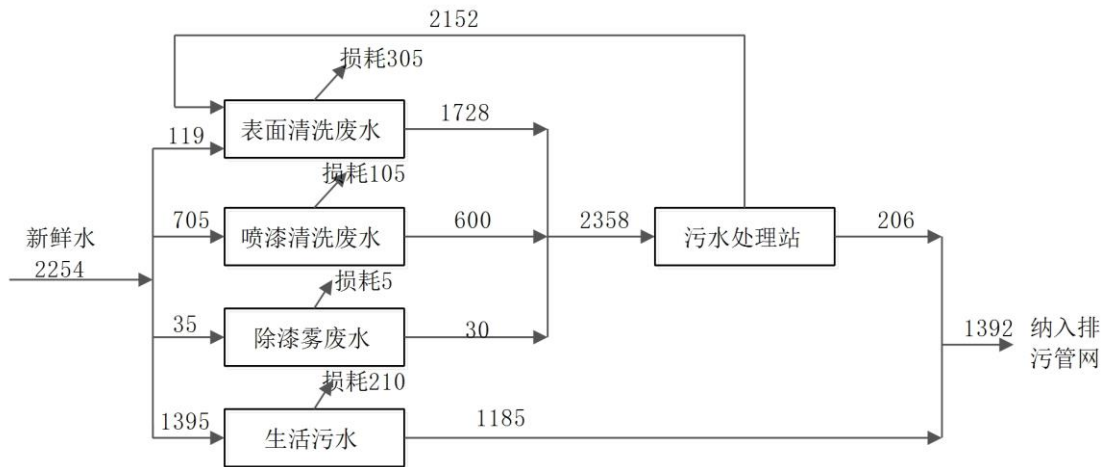 2152
损耗305
表面清洗废水
1728
119
损耗105
705
喷漆清洗废水
600
2358
污水处理站
206
新鲜水
2254
损耗5
35
除漆雾废水
30
1392
纳入排
污管网
损耗210
1395
生活污水
1185